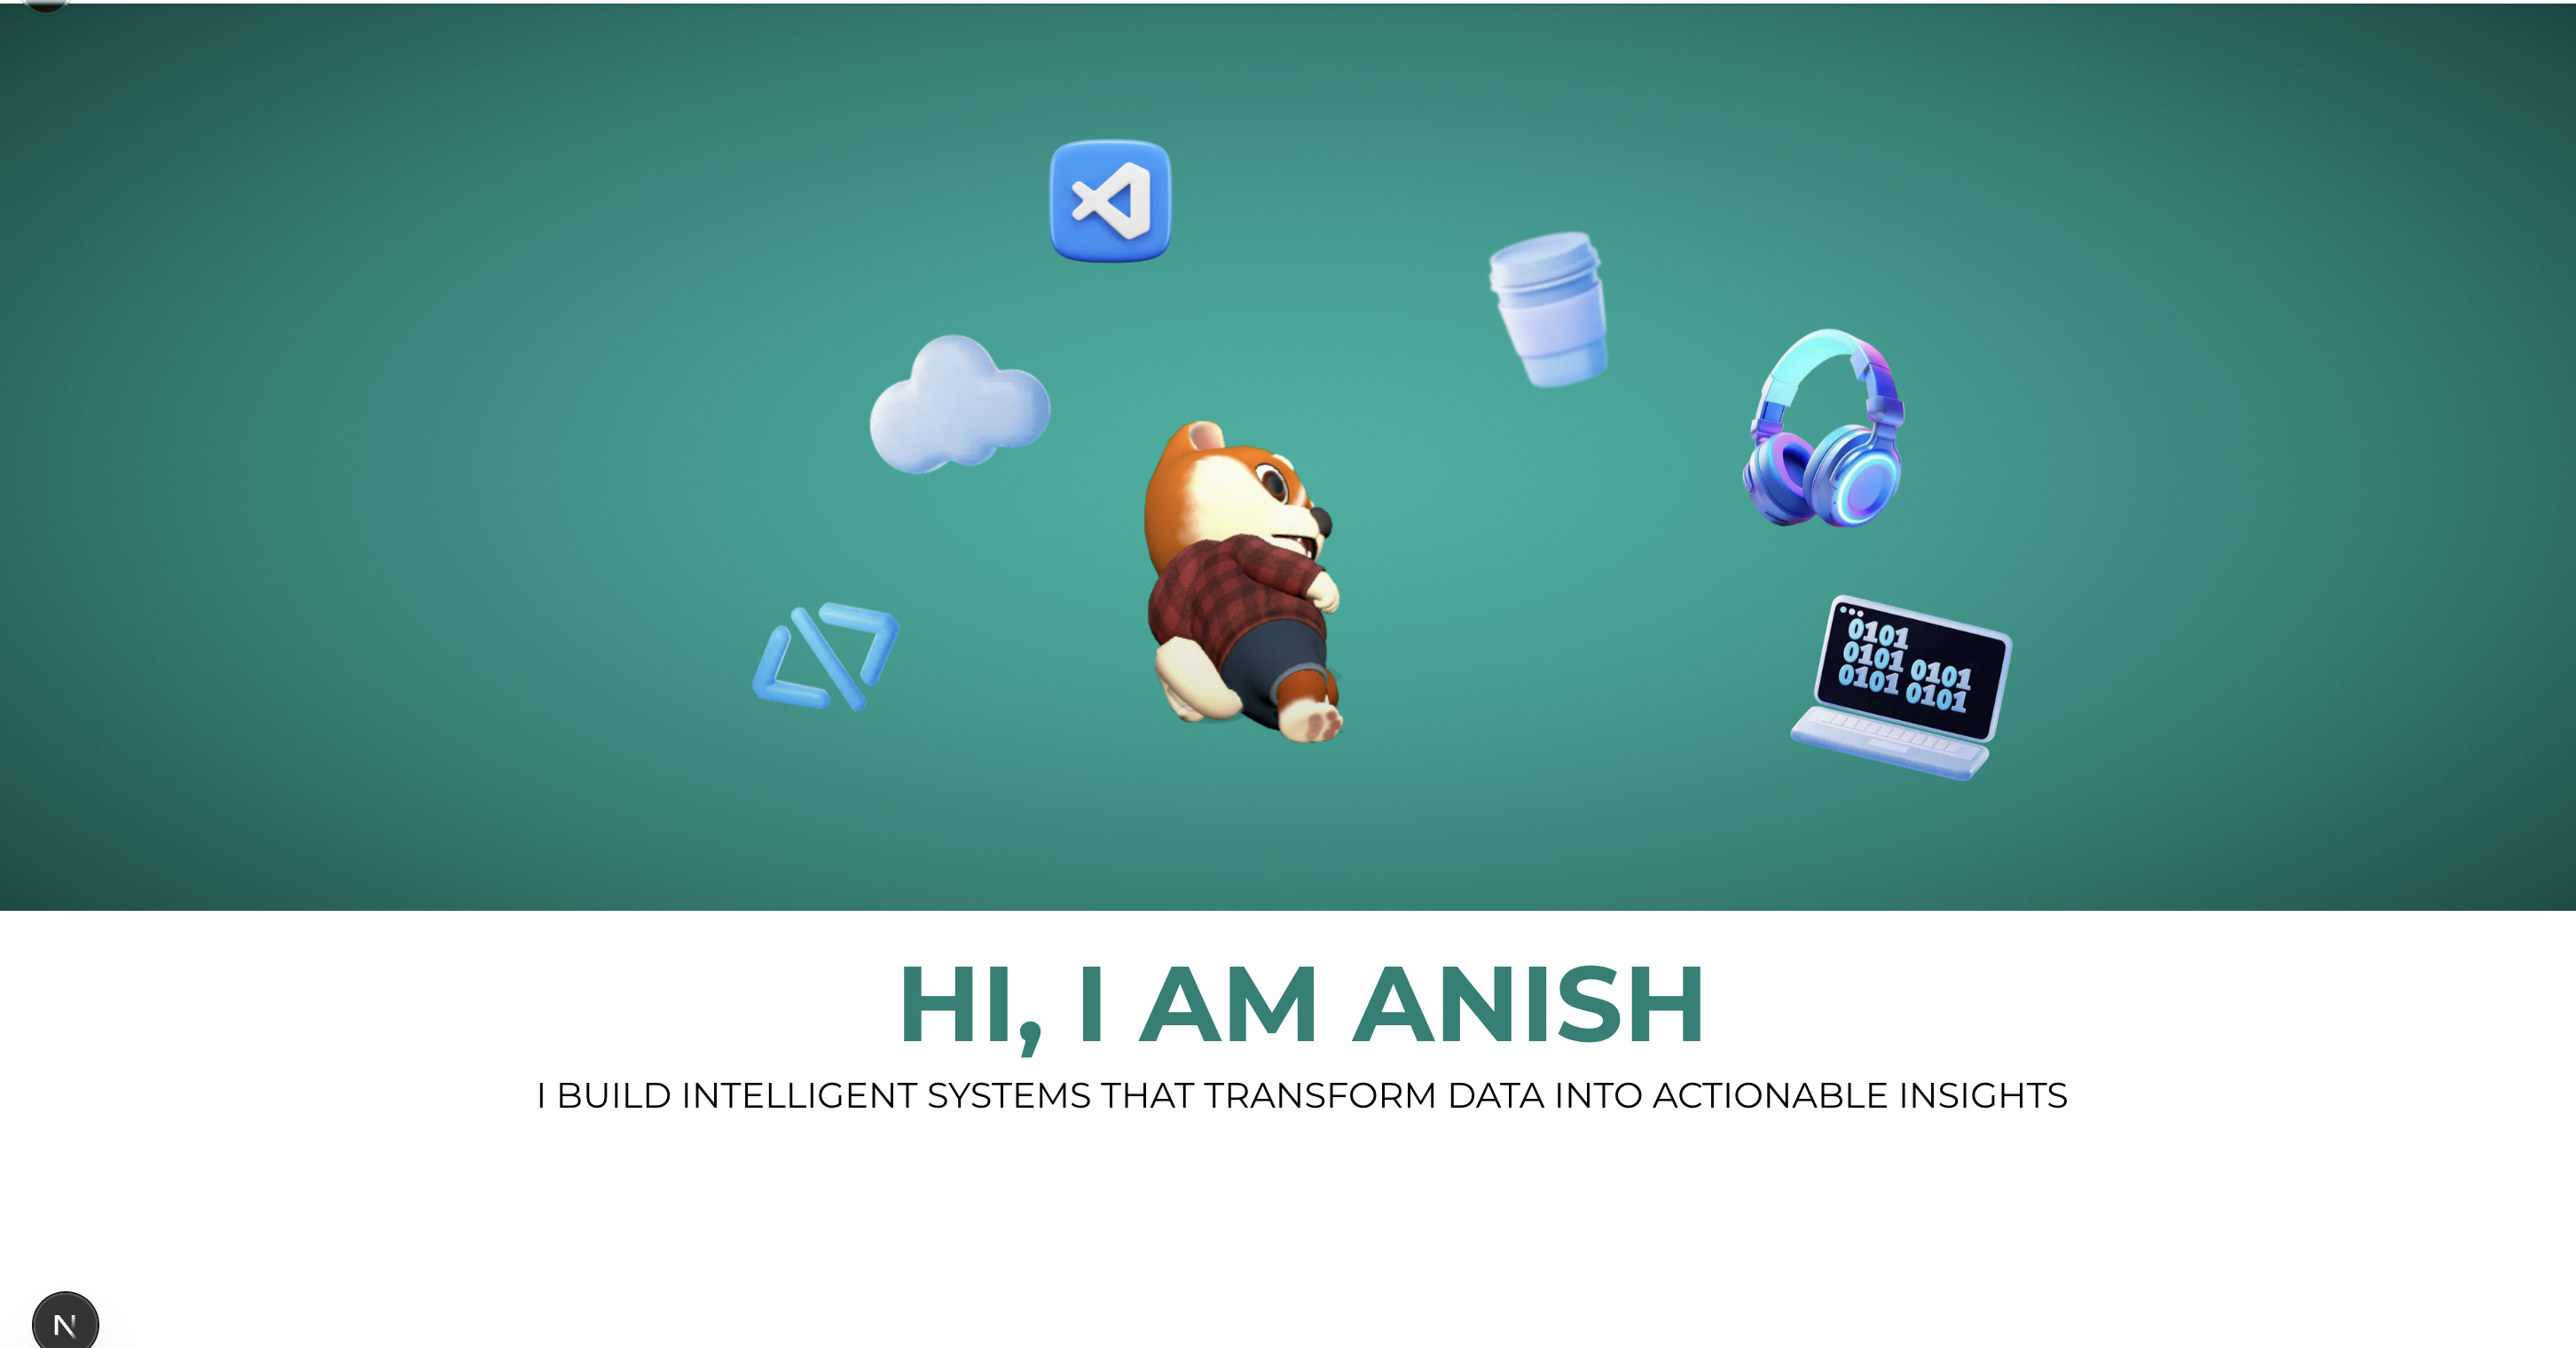 0101
0101 0101
0101 0101
HI, I AM ANISH
I BUILD INTELLIGENT SYSTEMS THAT TRANSFORM DATA INTO ACTIONABLE INSIGHTS
N